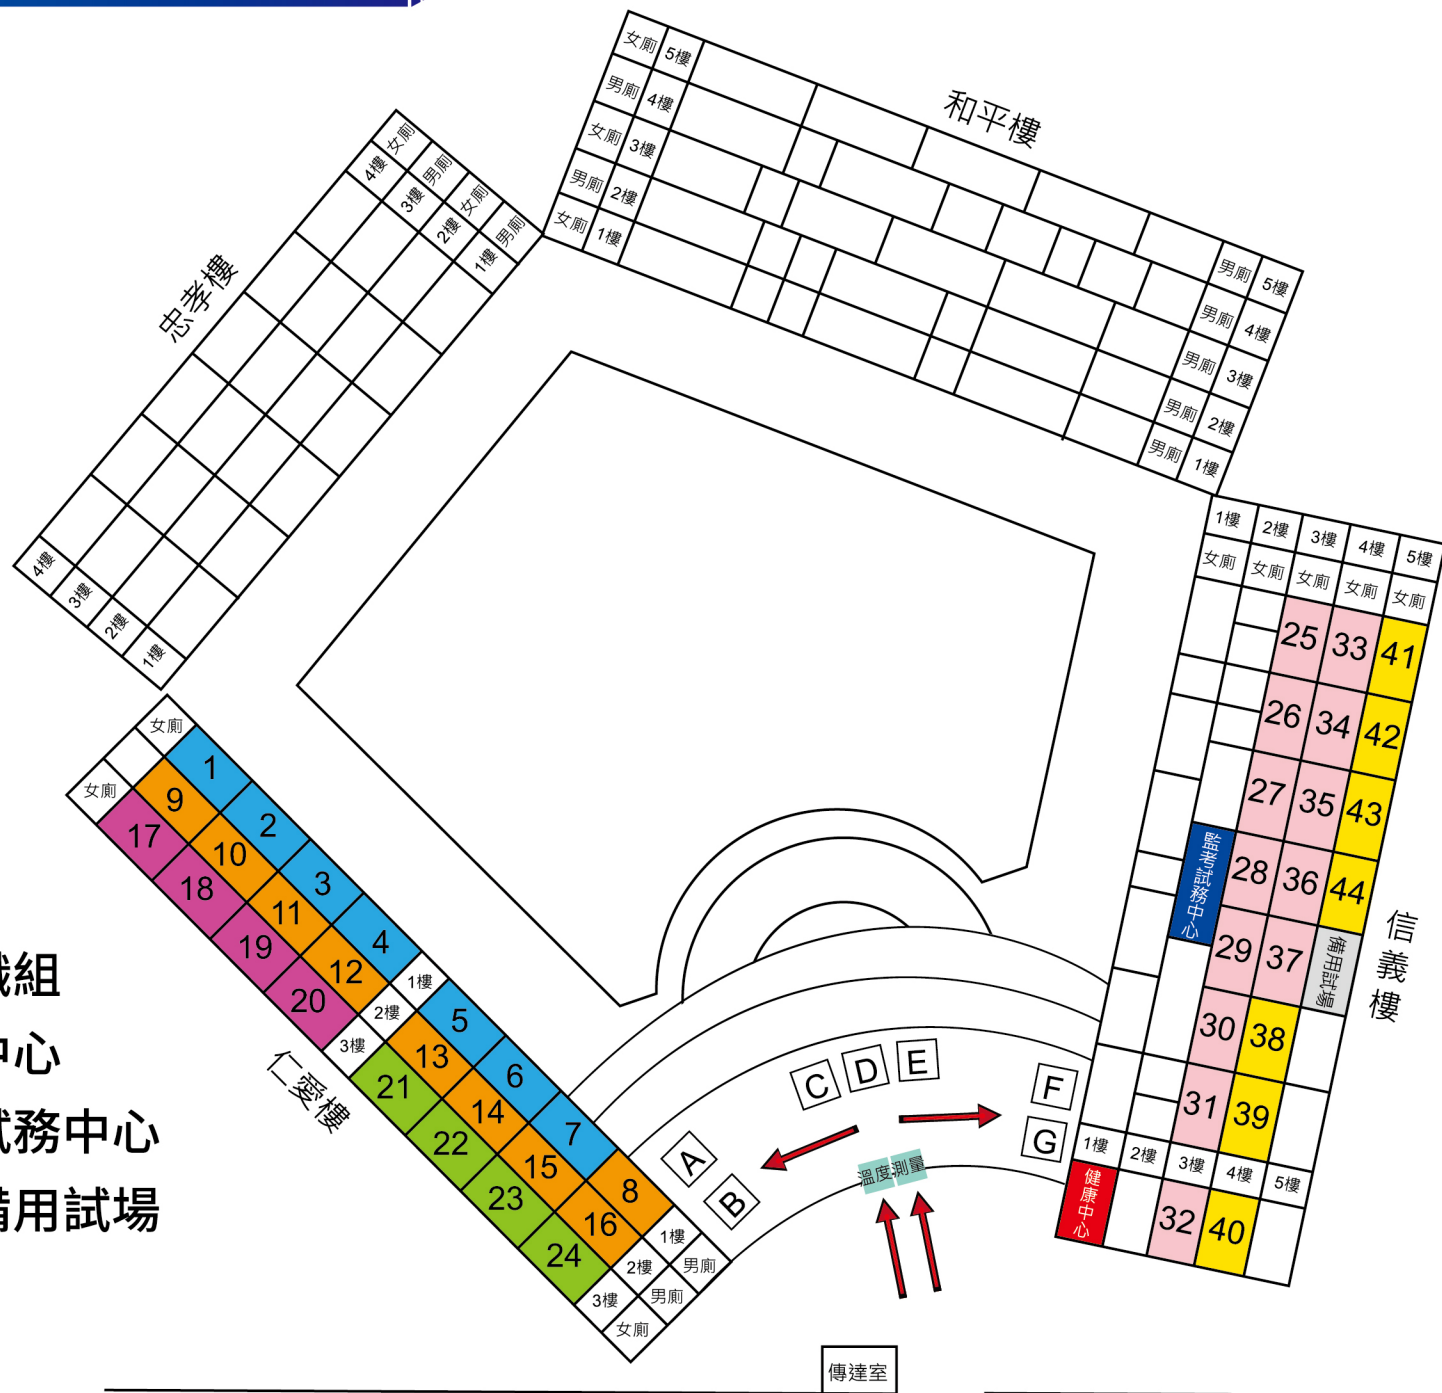 和平樓
女廁 5樓
男廁 4樓
女廁 3樓
男廁 2樓
女廁 1樓
男廁 5樓
男廁 4樓
男廁 3樓
男廁 2樓
男廁 1樓
忠孝樓
4樓 女廁
3樓 男廁
2樓 女廁
1樓 男廁
4樓
3樓
2樓
1樓
信義樓
1樓 2樓 3樓 4樓 5樓
女廁 女廁 女廁 女廁 女廁
25 33 41
26 34 42
27 35 43
監考試務中心
28 36 44
29 37 備用試場
30 38
31 39
1樓 2樓 3樓 4樓 5樓
健康中心
32 40
仁愛樓
女廁
女廁
1 2 3 4 1樓 5 6 7 8 1樓 男廁
9 10 11 12 2樓 13 14 15 16 2樓 男廁
17 18 19 20 3樓 21 22 23 24 3樓 女廁
A
B
C
D
E
F
G
溫度測量
組
中心
試務中心
備用試場
傳達室